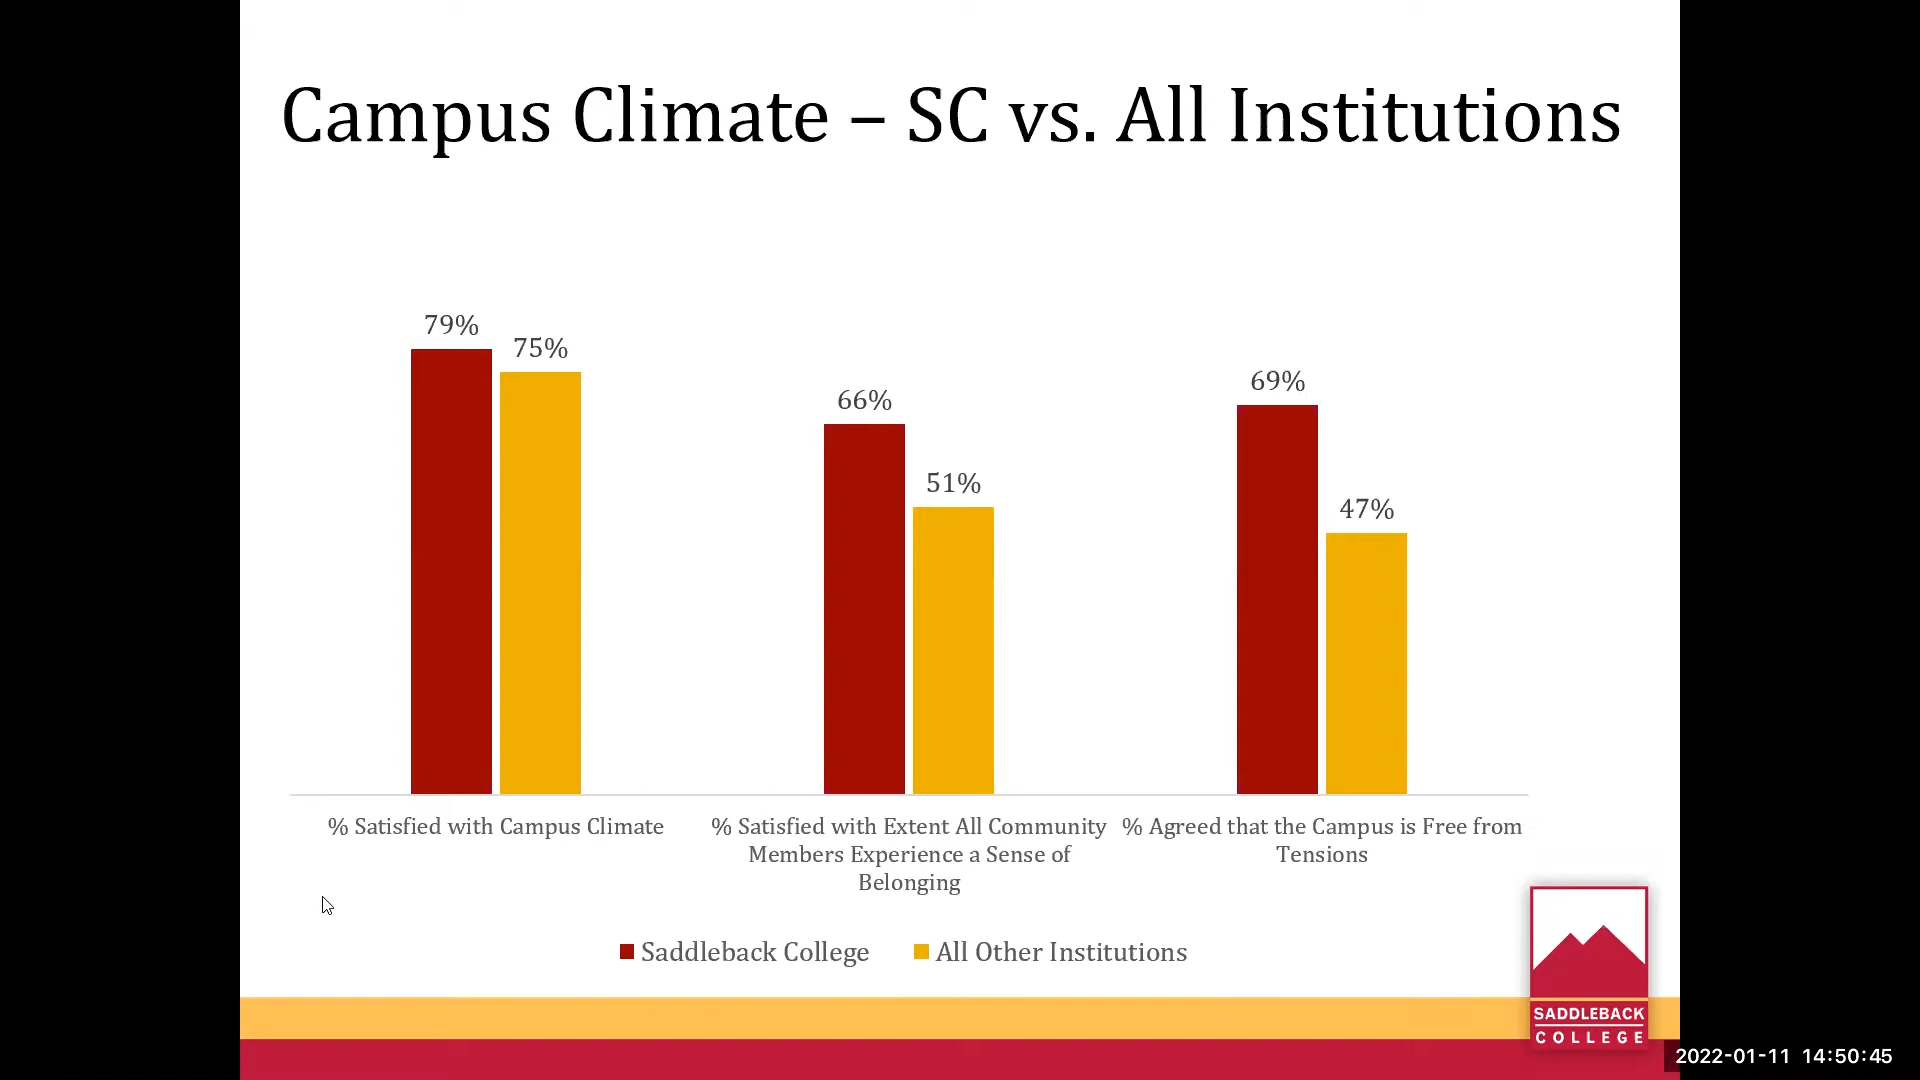 Campus Climate – SC vs. All Institutions
79%
75%
66%
51%
69%
47%
% Satisfied with Campus Climate
% Satisfied with Extent All Community
Members Experience a Sense of
Belonging
% Agreed that the Campus is Free from
Tensions
Saddleback College
All Other Institutions
SADDLEBACK
COLLEGE
2022-01-11 14:50:45